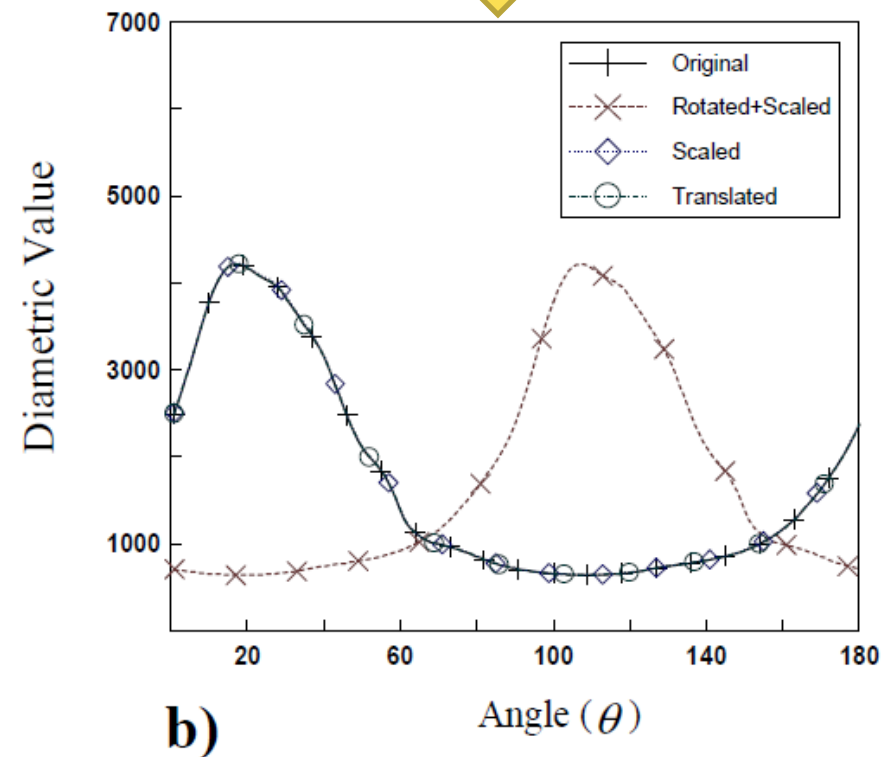 7000
5000
3000
1000
Diametric Value
Original
Rotated+Scaled
Scaled
Translated
20 60 100 140 180
Angle (θ)
b)